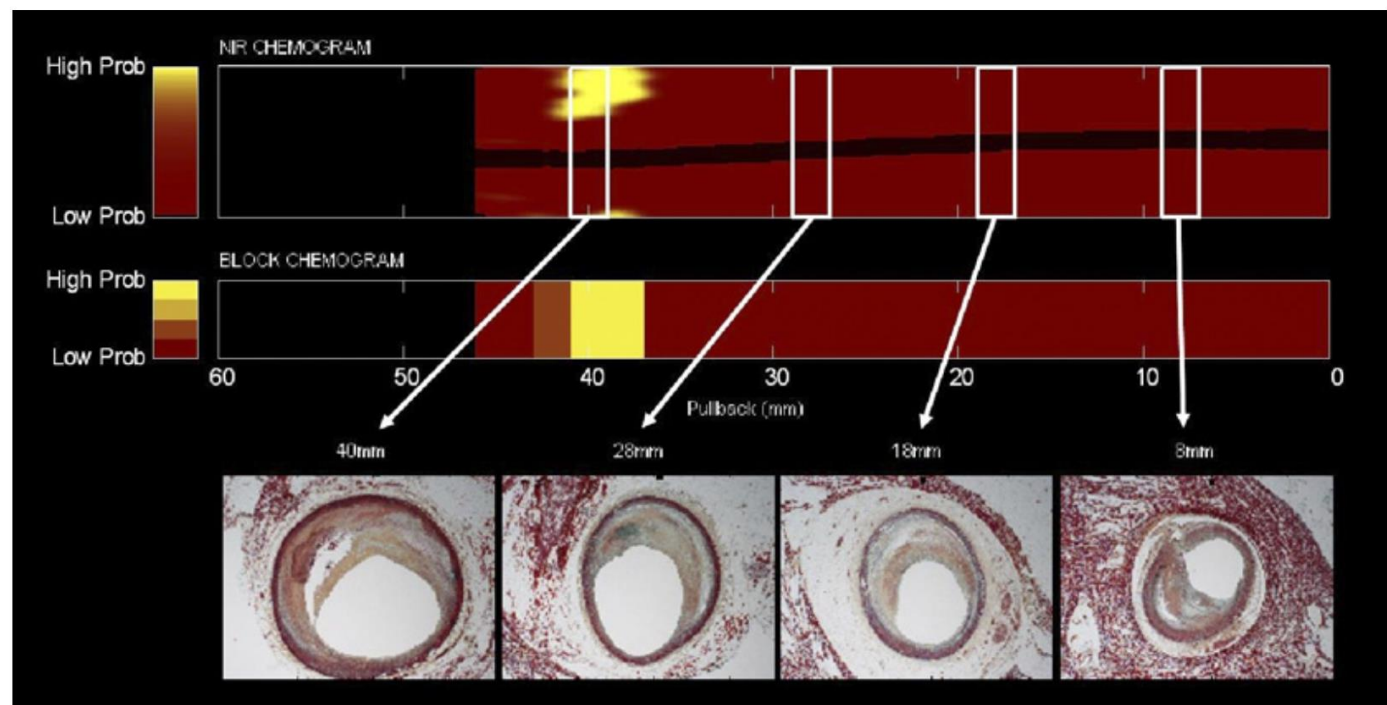 NIR CHEMOGRAM
High Prob
Low Prob
BLOCK CHEMOGRAM
High Prob
Low Prob
60 50 40 30 20 10 0
Pullback (mm)
40mm 28mm 18mm 8mm